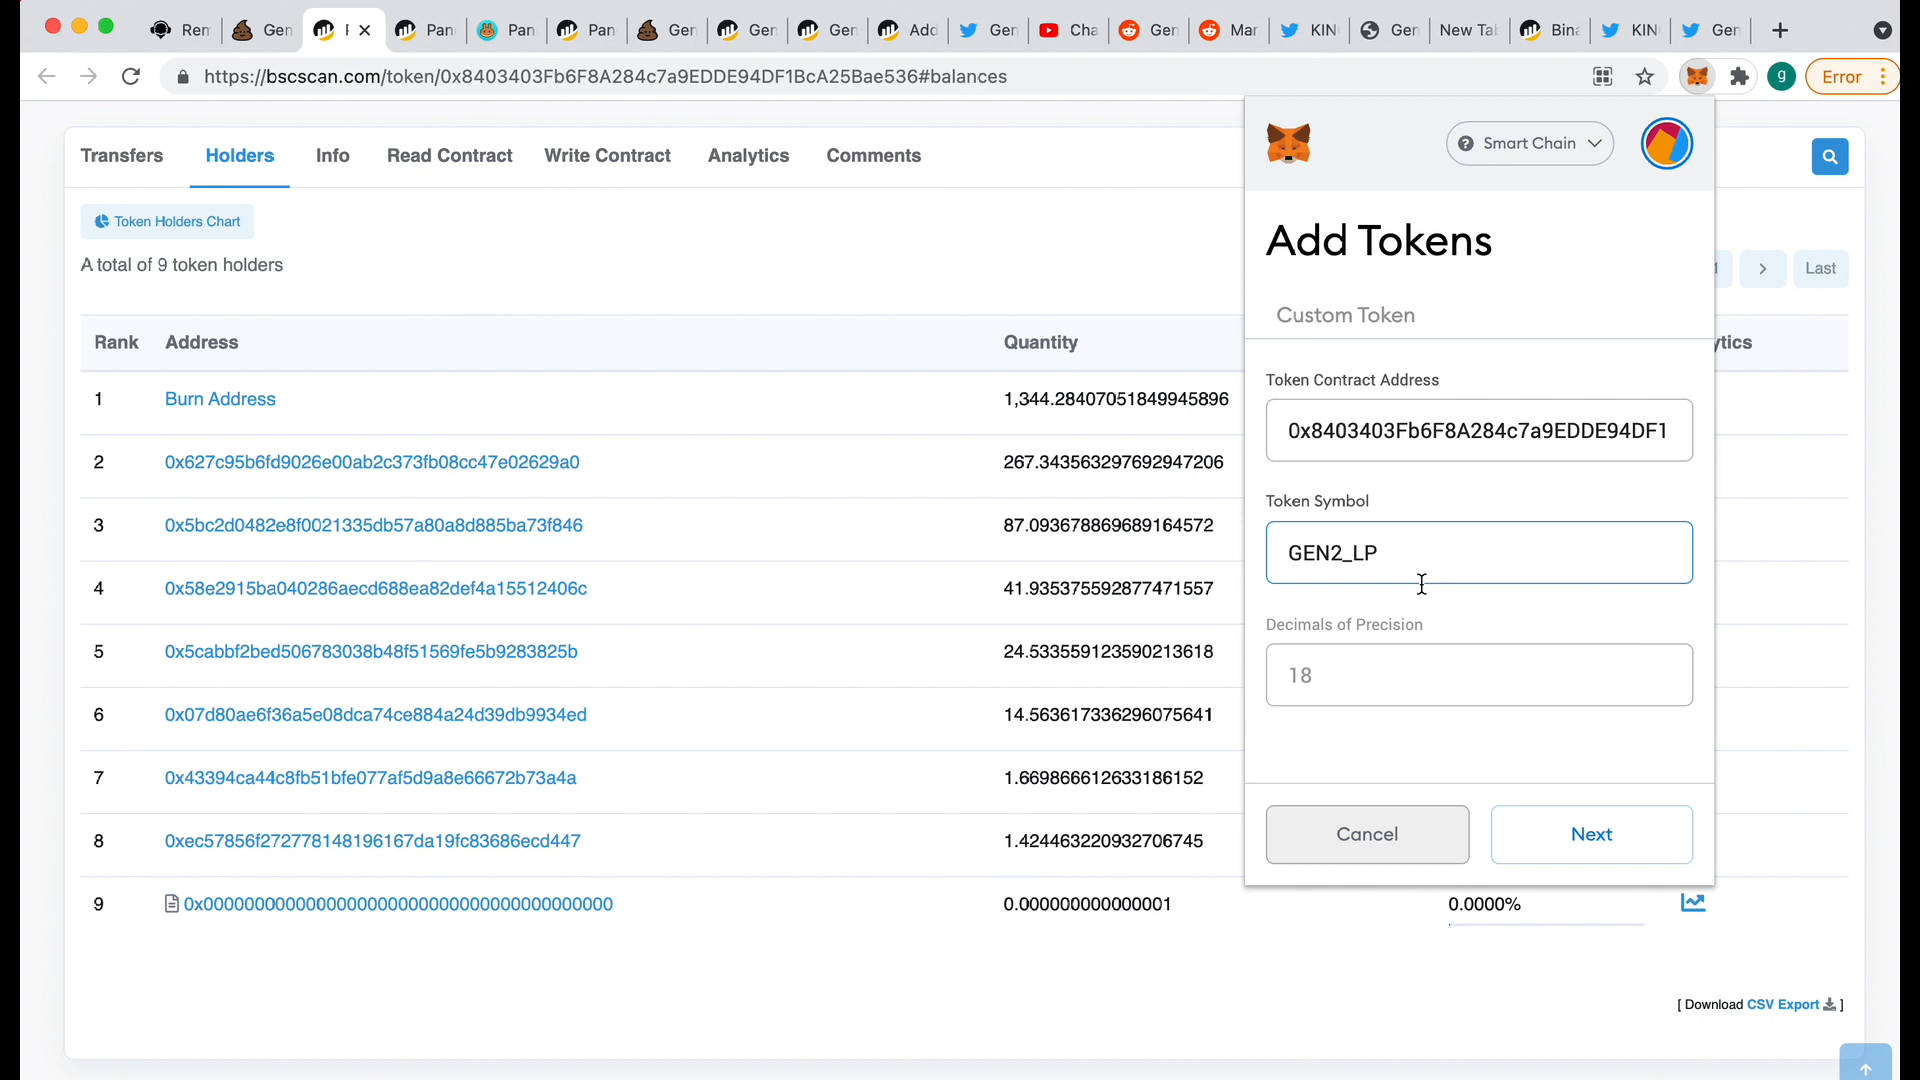 Rem
Gen
F
Pan
Pan
Pan
Gen
Gen
Gen
Add
Gen
Cha
Gen
Mar
KIN
Gen
New Tab
Bina
KIN
Gen
https://bscscan.com/token/0x8403403Fb6F8A284c7a9EDDE94DF1BcA25Bae536#balances
g
Error
Transfers
Holders
Info
Read Contract
Write Contract
Analytics
Comments
Token Holders Chart
A total of 9 token holders
Last
Rank
Address
Quantity
ytics
1
Burn Address
1,344.28407051849945896
2
0x627c95b6fd9026e00ab2c373fb08cc47e02629a0
267.343563297692947206
3
0x5bc2d0482e8f0021335db57a80a8d885ba73f846
87.093678869689164572
4
0x58e2915ba040286aecd688ea82def4a15512406c
41.935375592877471557
5
0x5cabbf2bed506783038b48f51569fe5b9283825b
24.533559123590213618
6
0x07d80ae6f36a5e08dca74ce884a24d39db9934ed
14.563617336296075641
7
0x43394ca44c8fb51bfe077af5d9a8e66672b73a4a
1.669866612633186152
8
0xec57856f272778148196167da19fc83686ecd447
1.424463220932706745
9
0x0000000000000000000000000000000000000000
0.000000000000001
0.0000%
[ Download CSV Export ]
Smart Chain
Add Tokens
Custom Token
Token Contract Address
0x8403403Fb6F8A284c7a9EDDE94DF1
Token Symbol
GEN2_LP
Decimals of Precision
18
Cancel
Next